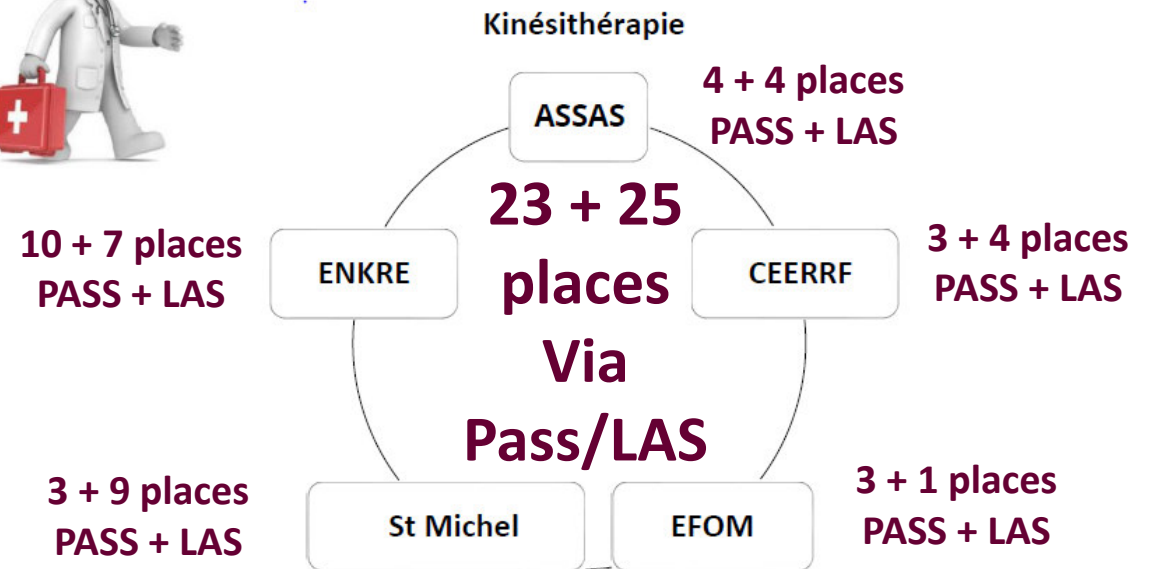 Kinésithérapie
ASSAS
4 + 4 places
PASS + LAS
23 + 25
places
Via
Pass/LAS
10 + 7 places
PASS + LAS
ENKRE
CEERRF
3 + 4 places
PASS + LAS
3 + 9 places
PASS + LAS
St Michel
EFOM
3 + 1 places
PASS + LAS